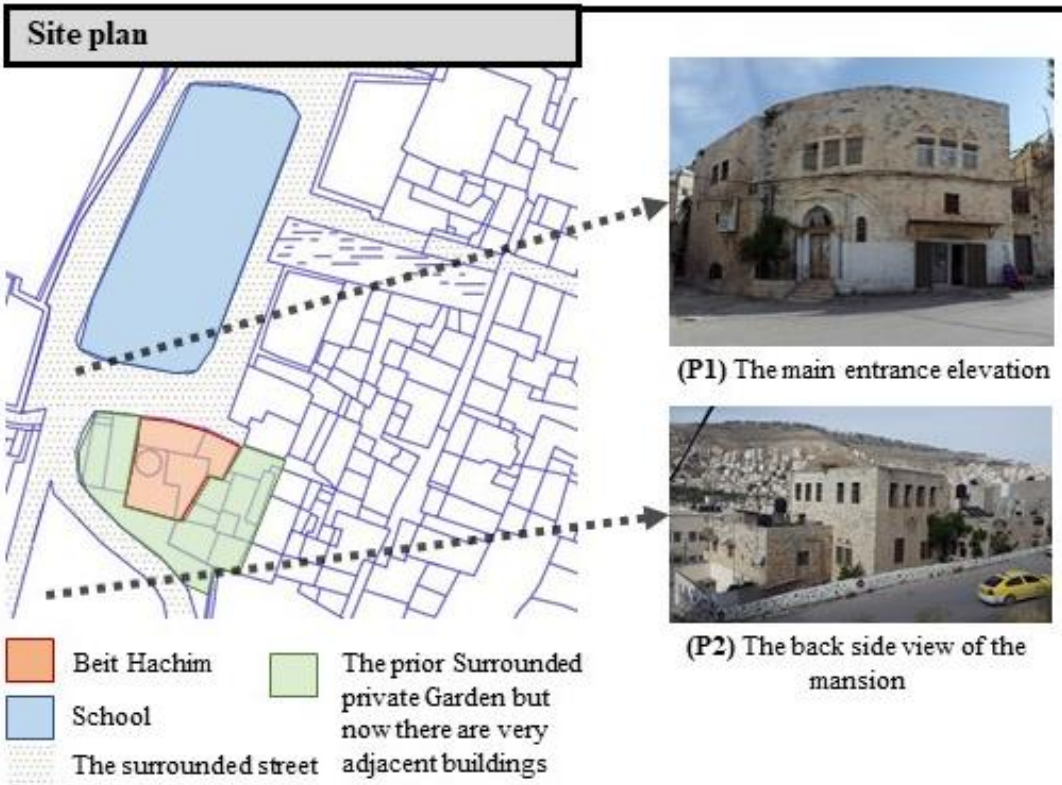 Site plan
(P1) The main entrance elevation
(P2) The back side view of the
mansion
Beit Hachim
School
The surrounded street
The prior Surrounded
private Garden but
now there are very
adjacent buildings